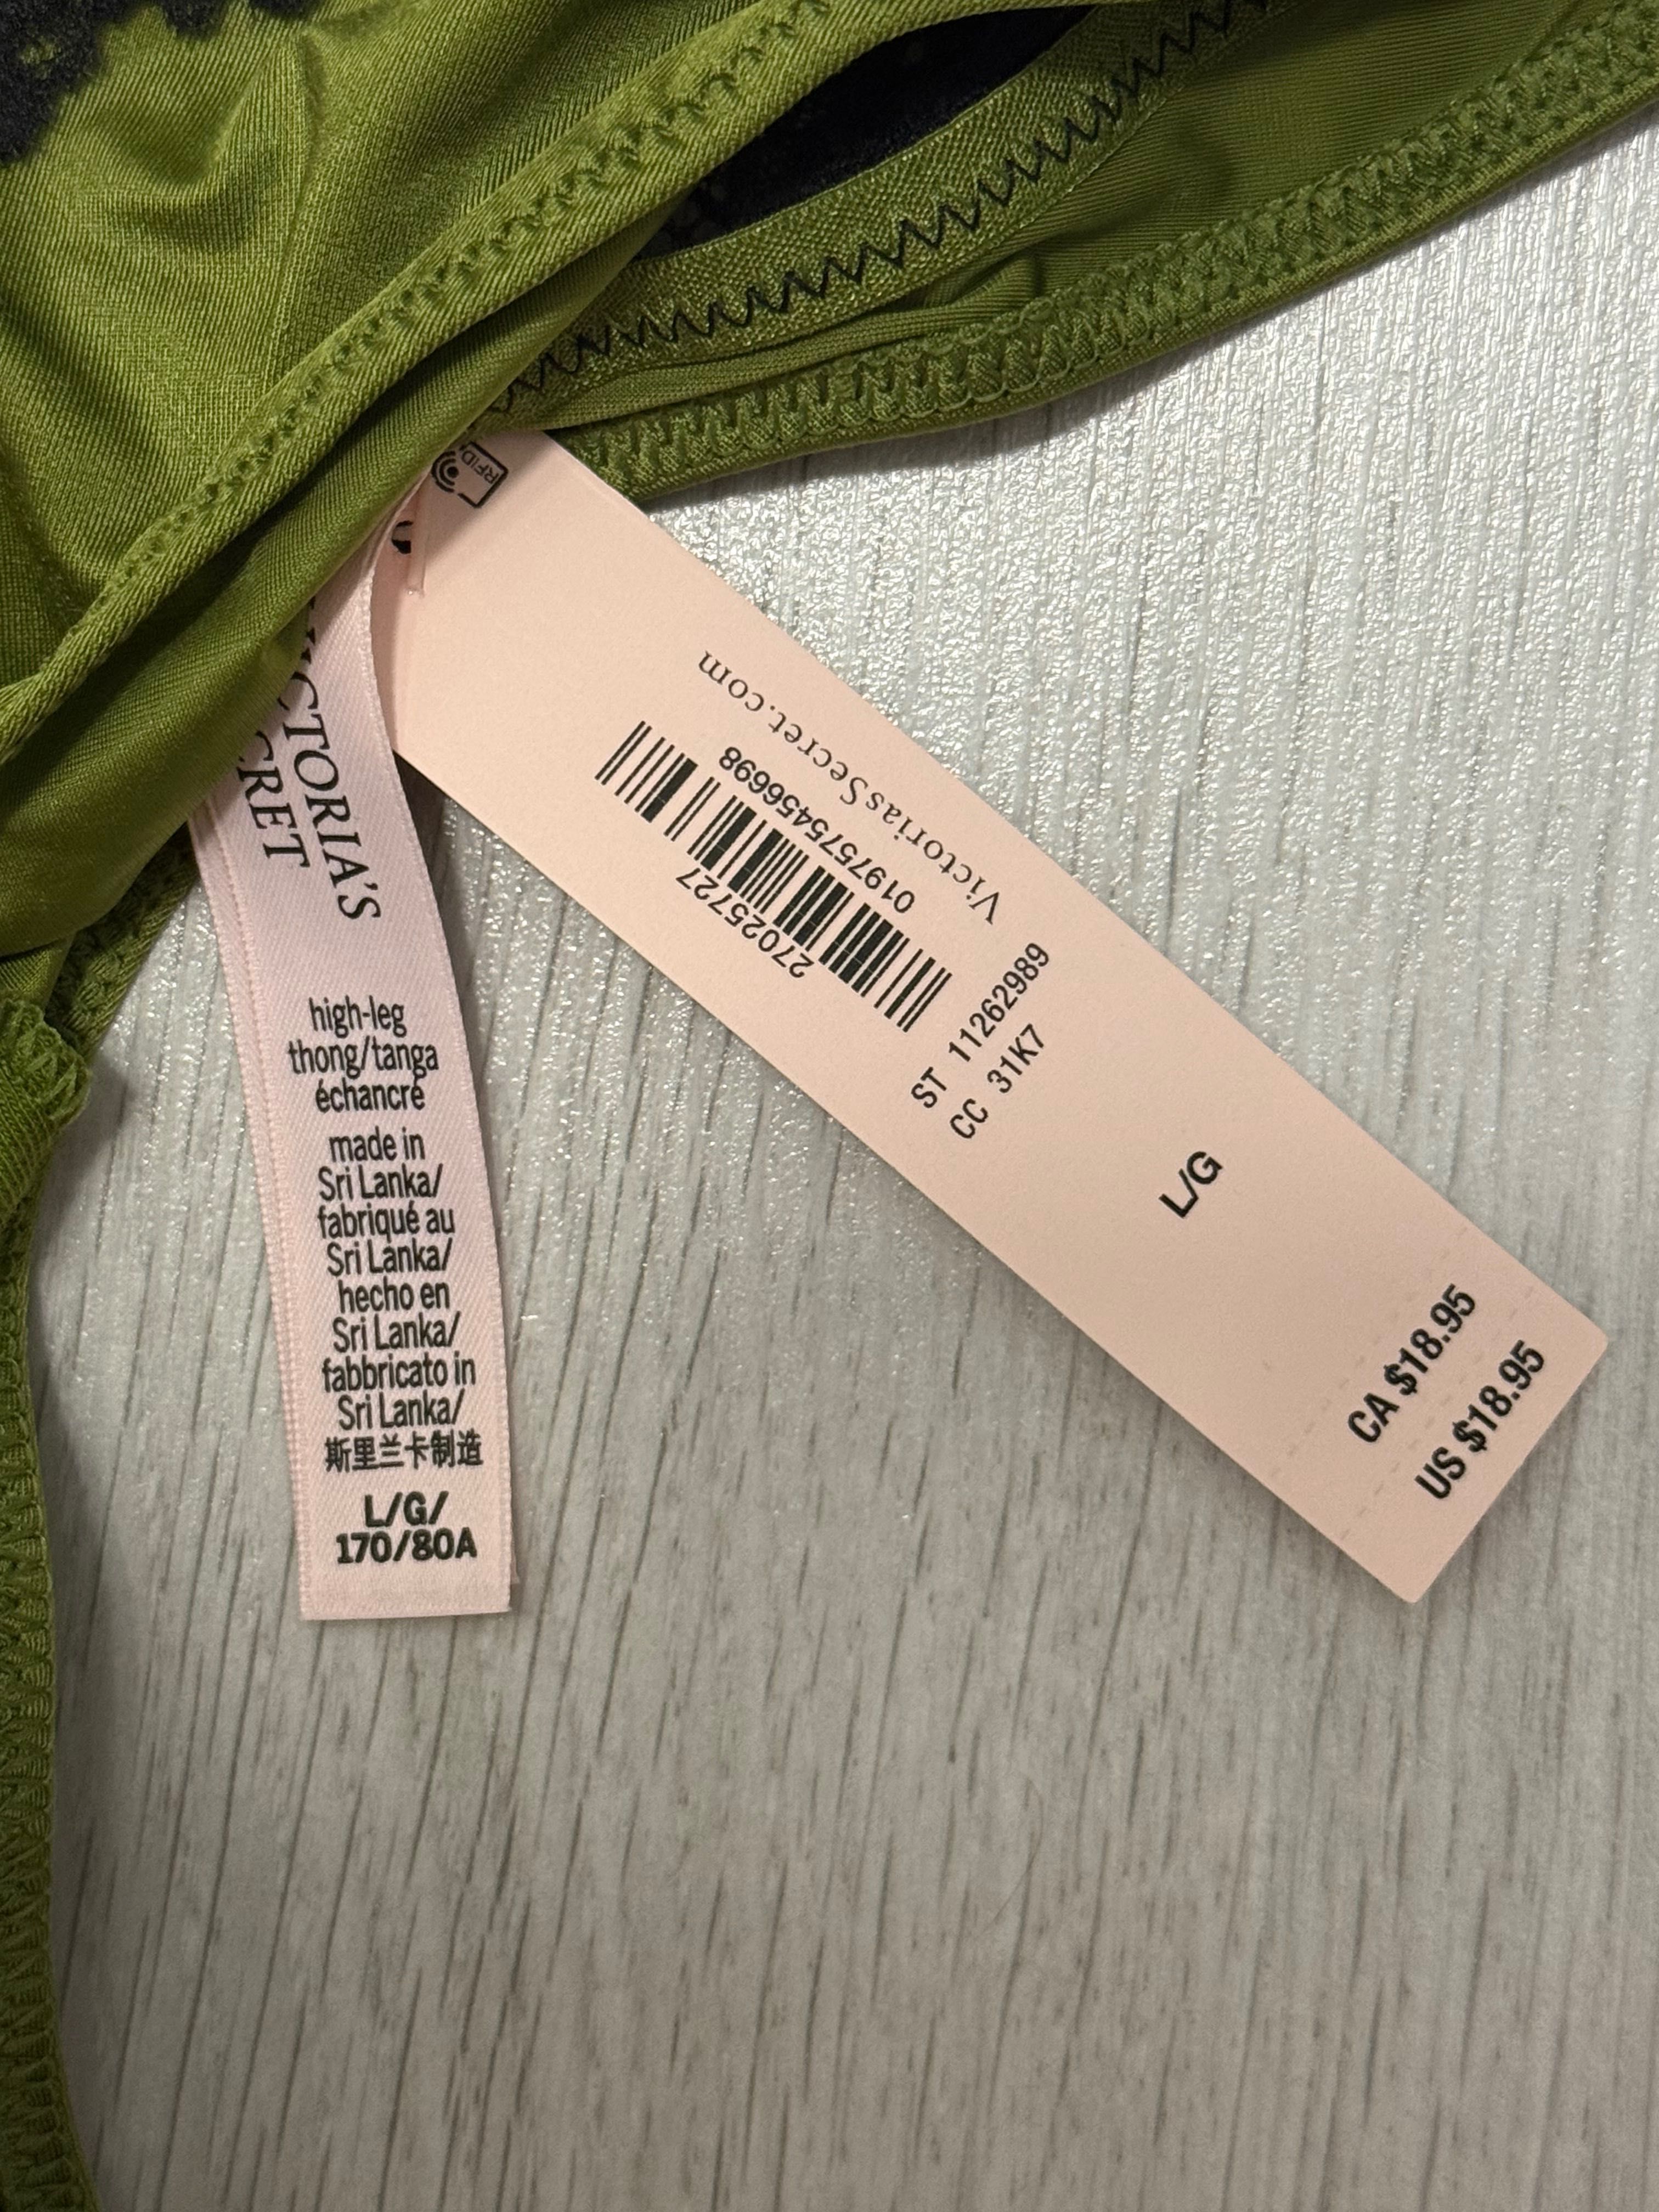 RFID
VICTORIA'S
CRET
high-leg
thong/tanga
échancré
made in
Sri Lanka/
fabriqué au
Sri Lanka/
hecho en
Sri Lanka/
fabbricato in
Sri Lanka/
斯里兰卡制造
L/G/
170/80A
VictoriasSecret.com
0197575456698
27025727
ST 11262989
CC 31K7
L/G
CA $18.95
US $18.95